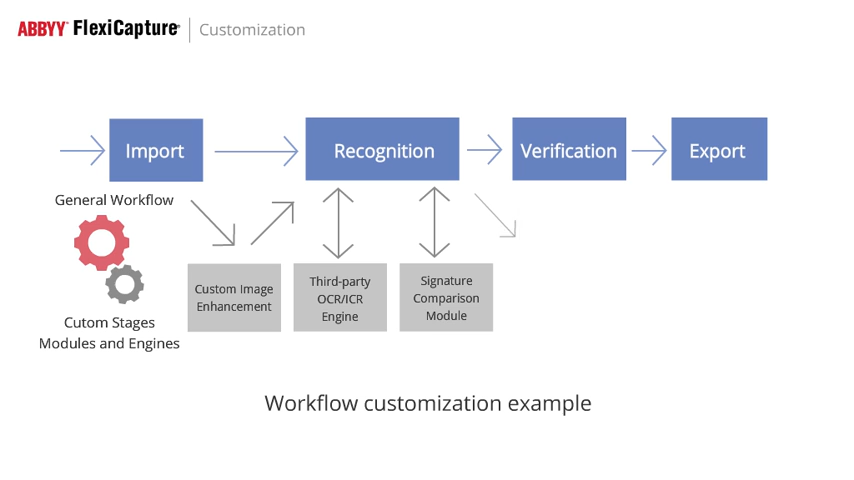 ABBYY FlexiCapture Customization
Import
Recognition
Verification
Export
General Workflow
Custom Image
Enhancement
Third-party
OCR/ICR
Engine
Signature
Comparison
Module
Cutom Stages
Modules and Engines
Workflow customization example